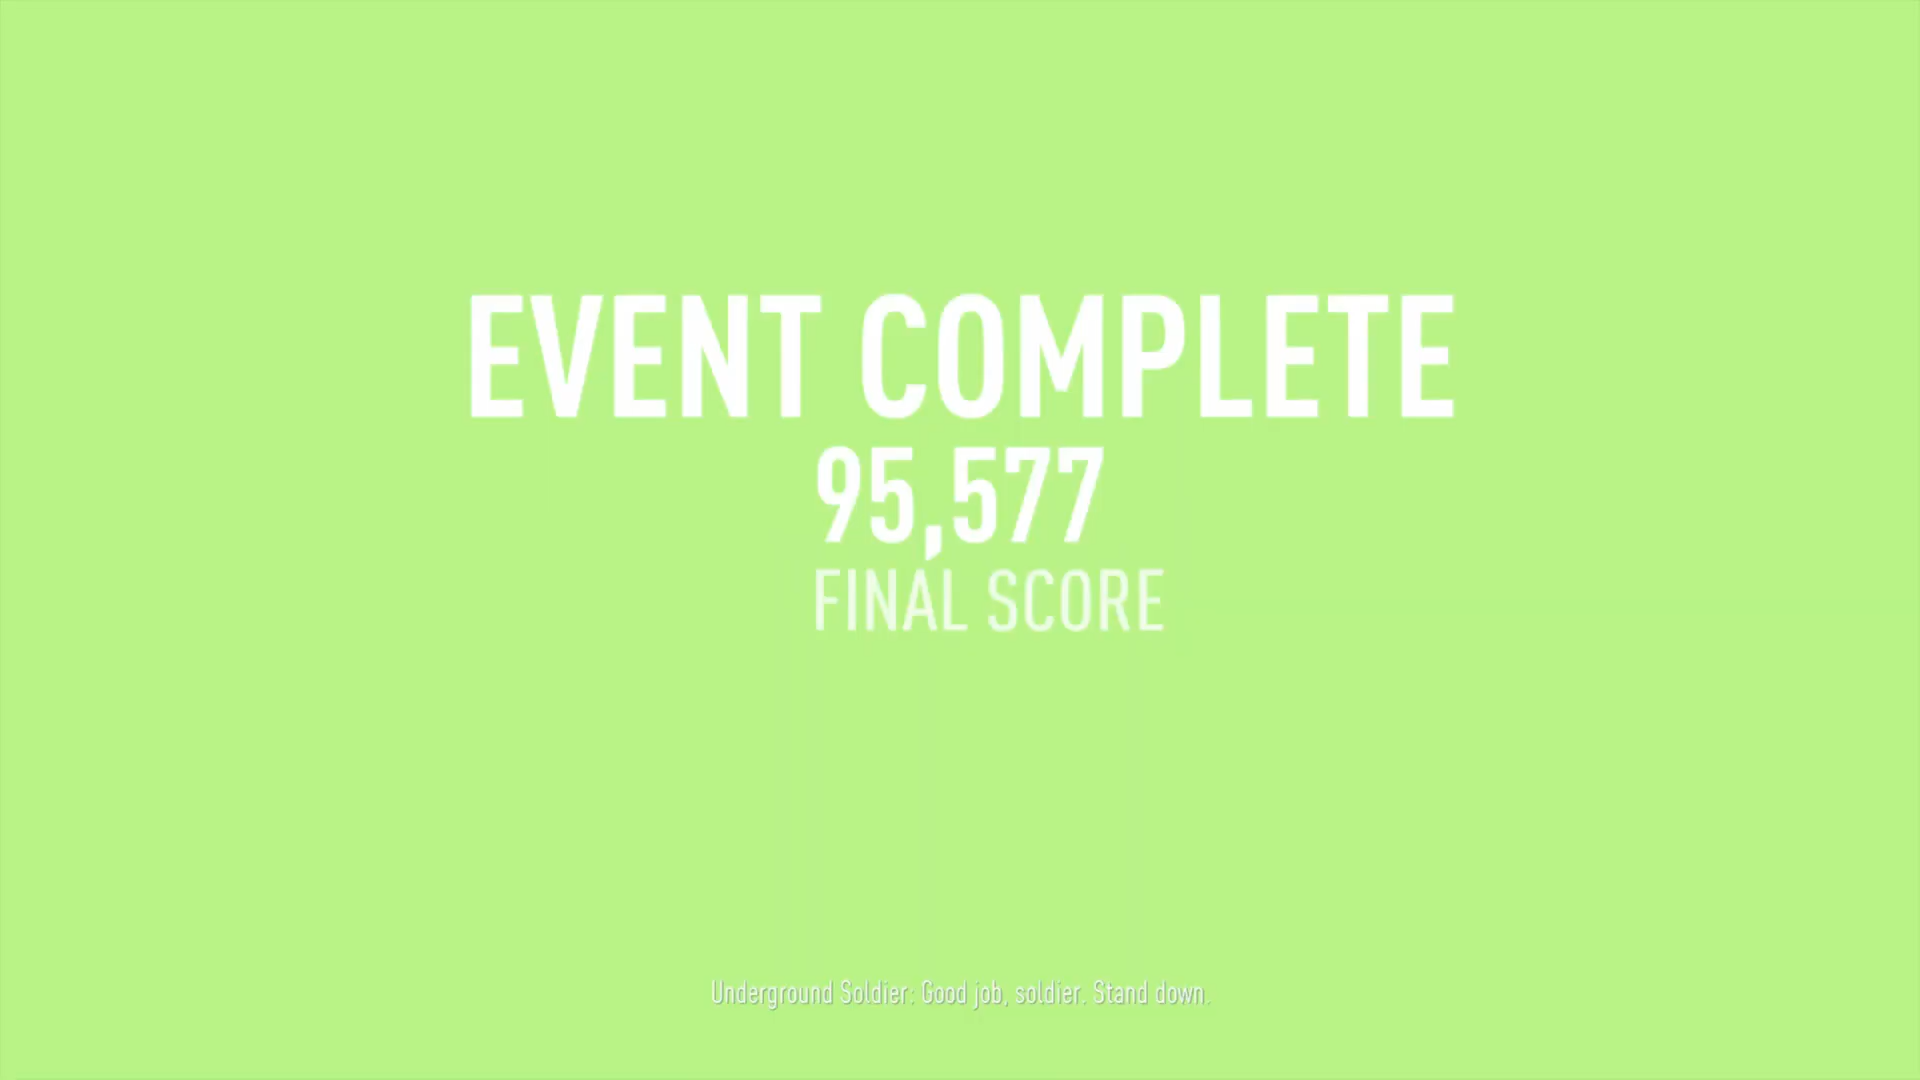 EVENT COMPLETE
95,577
FINAL SCORE
Underground Soldier: Good job, soldier. Stand down.